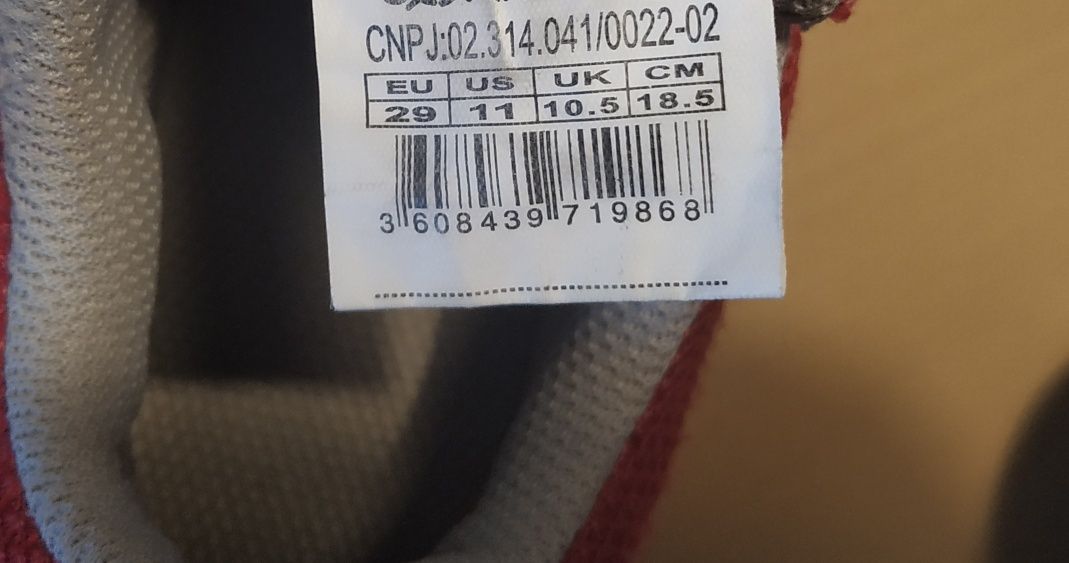 CNPJ:02.314.041/0022-02
EU US UK CM
29 11 10.5 18.5
3 608439 719868